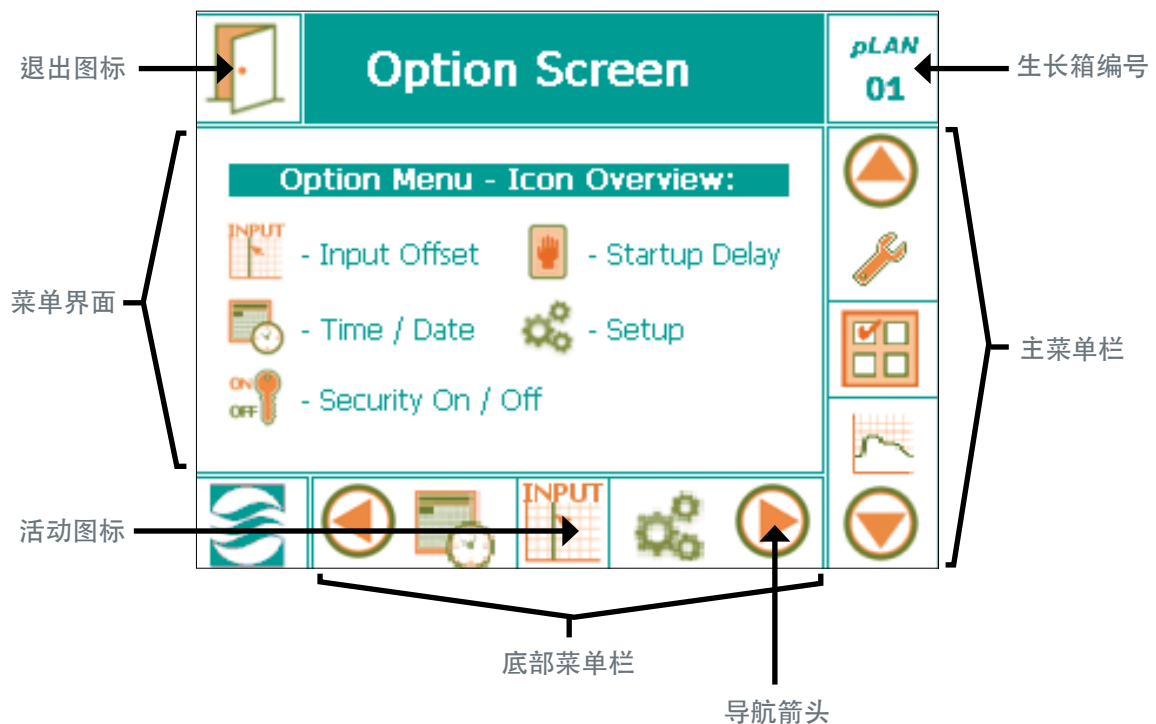 退出图标
Option Screen
pLAN
01
生长箱编号
菜单界面
Option Menu - Icon Overview:
INPUT
- Input Offset
- Startup Delay
- Time / Date
- Setup
ON
OFF
- Security On / Off
主菜单栏
活动图标
INPUT
底部菜单栏
导航箭头